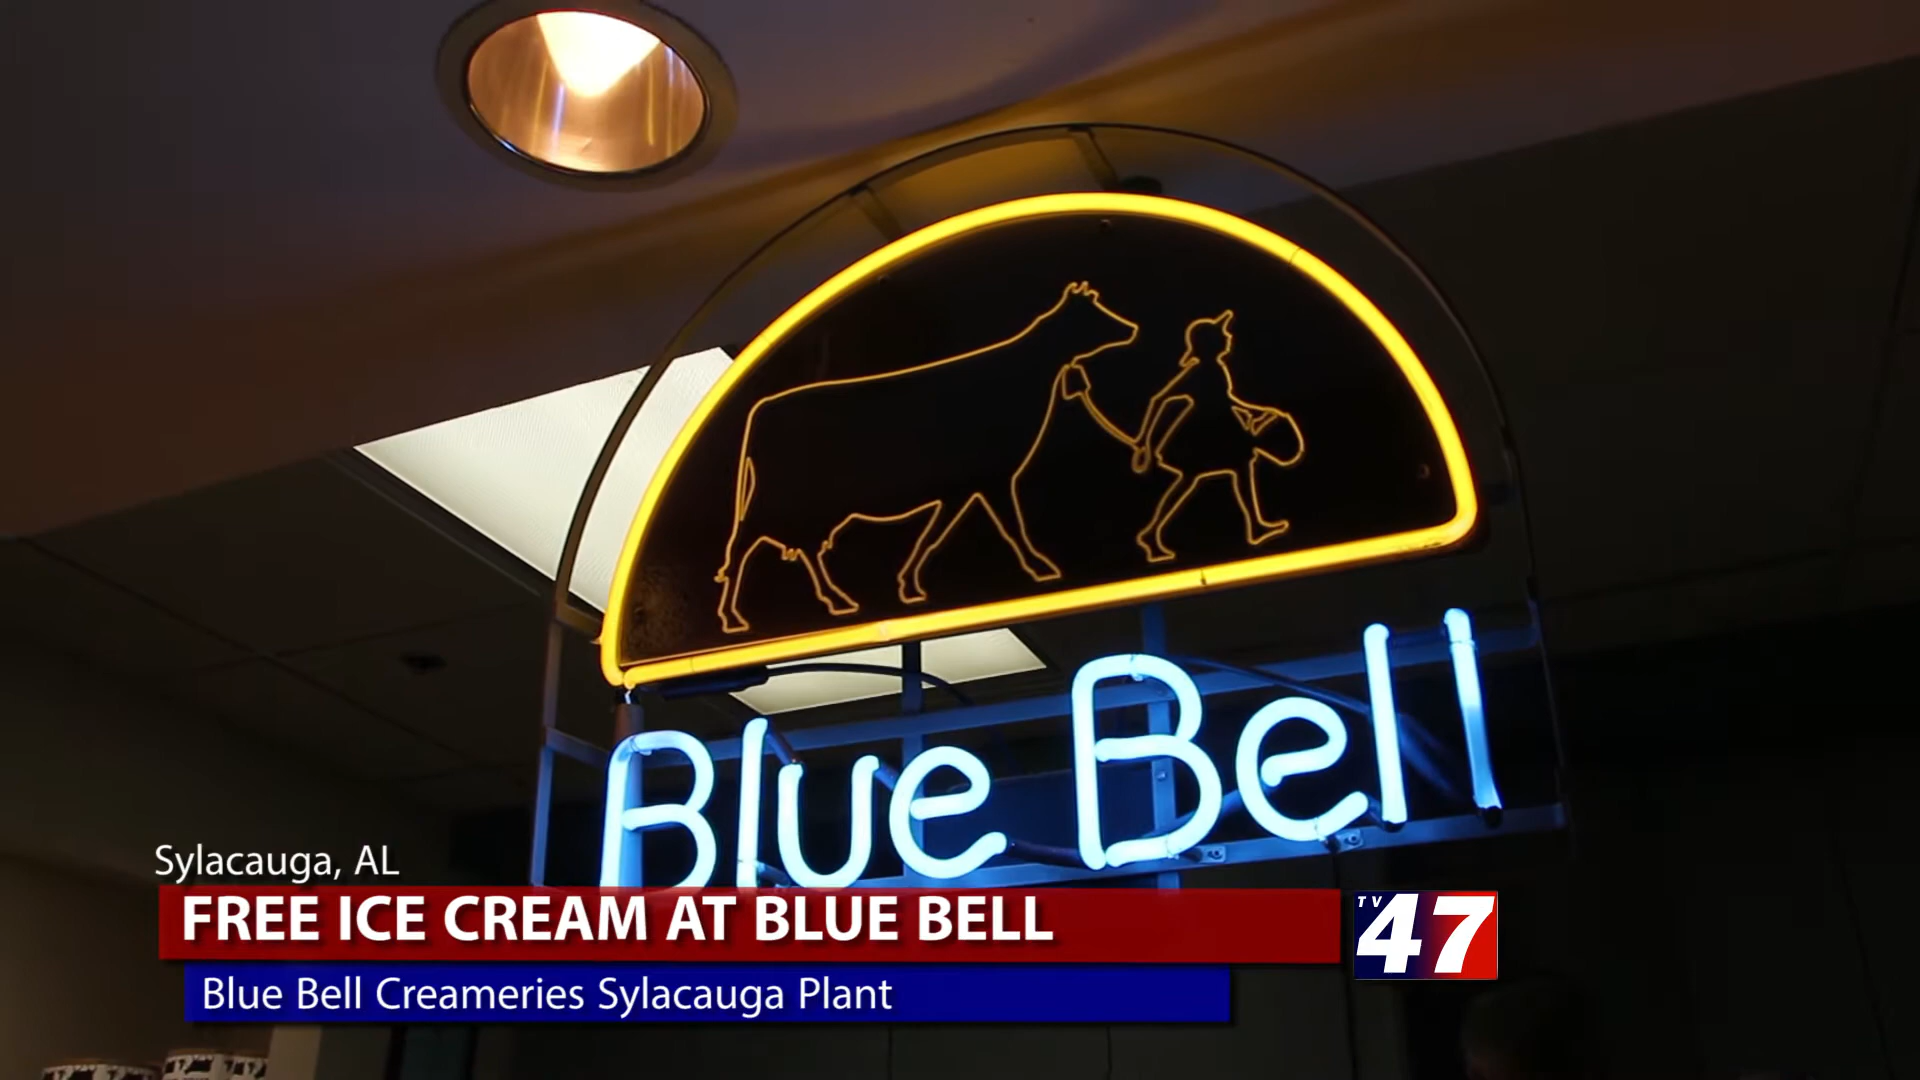 Blue Bell
Sylacauga, AL
FREE ICE CREAM AT BLUE BELL
TV
47
Blue Bell Creameries Sylacauga Plant